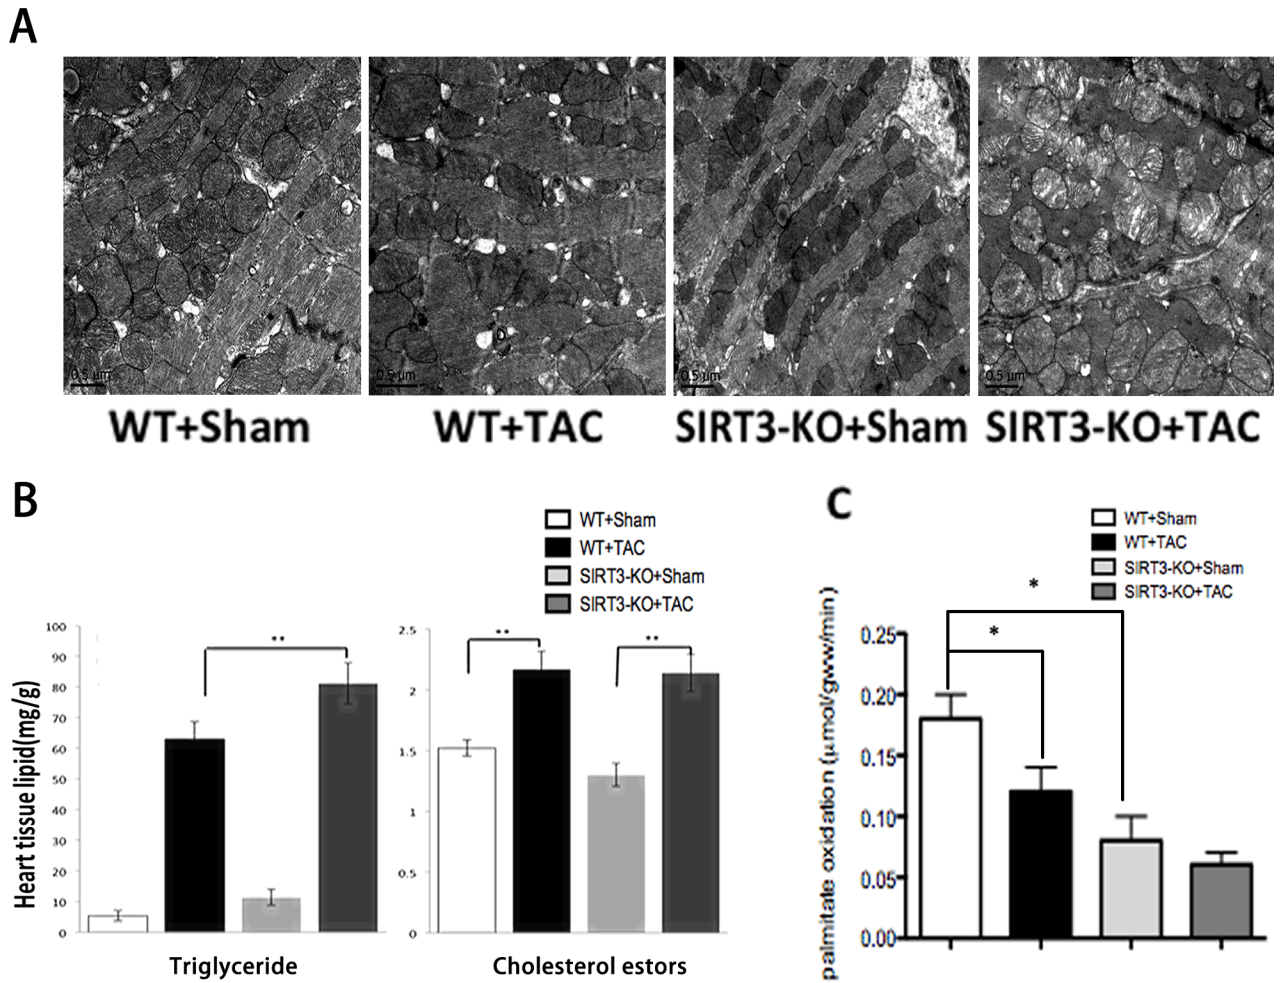 A
0.5 μm
0.5 μm
0.5 μm
0.5 μm
WT+Sham
WT+TAC
SIRT3-KO+Sham
SIRT3-KO+TAC
B
WT+Sham
WT+TAC
SIRT3-KO+Sham
SIRT3-KO+TAC
Heart tissue lipid(mg/g)
100
90
80
70
60
50
40
30
20
10
0
**
Triglyceride
2.5
2
1.5
1
0.5
0
**
**
Cholesterol estors
C
WT+Sham
WT+TAC
SIRT3-KO+Sham
SIRT3-KO+TAC
palmitate oxidation (μmol/gww/min)
0.25
0.20
0.15
0.10
0.05
0.00
*
*